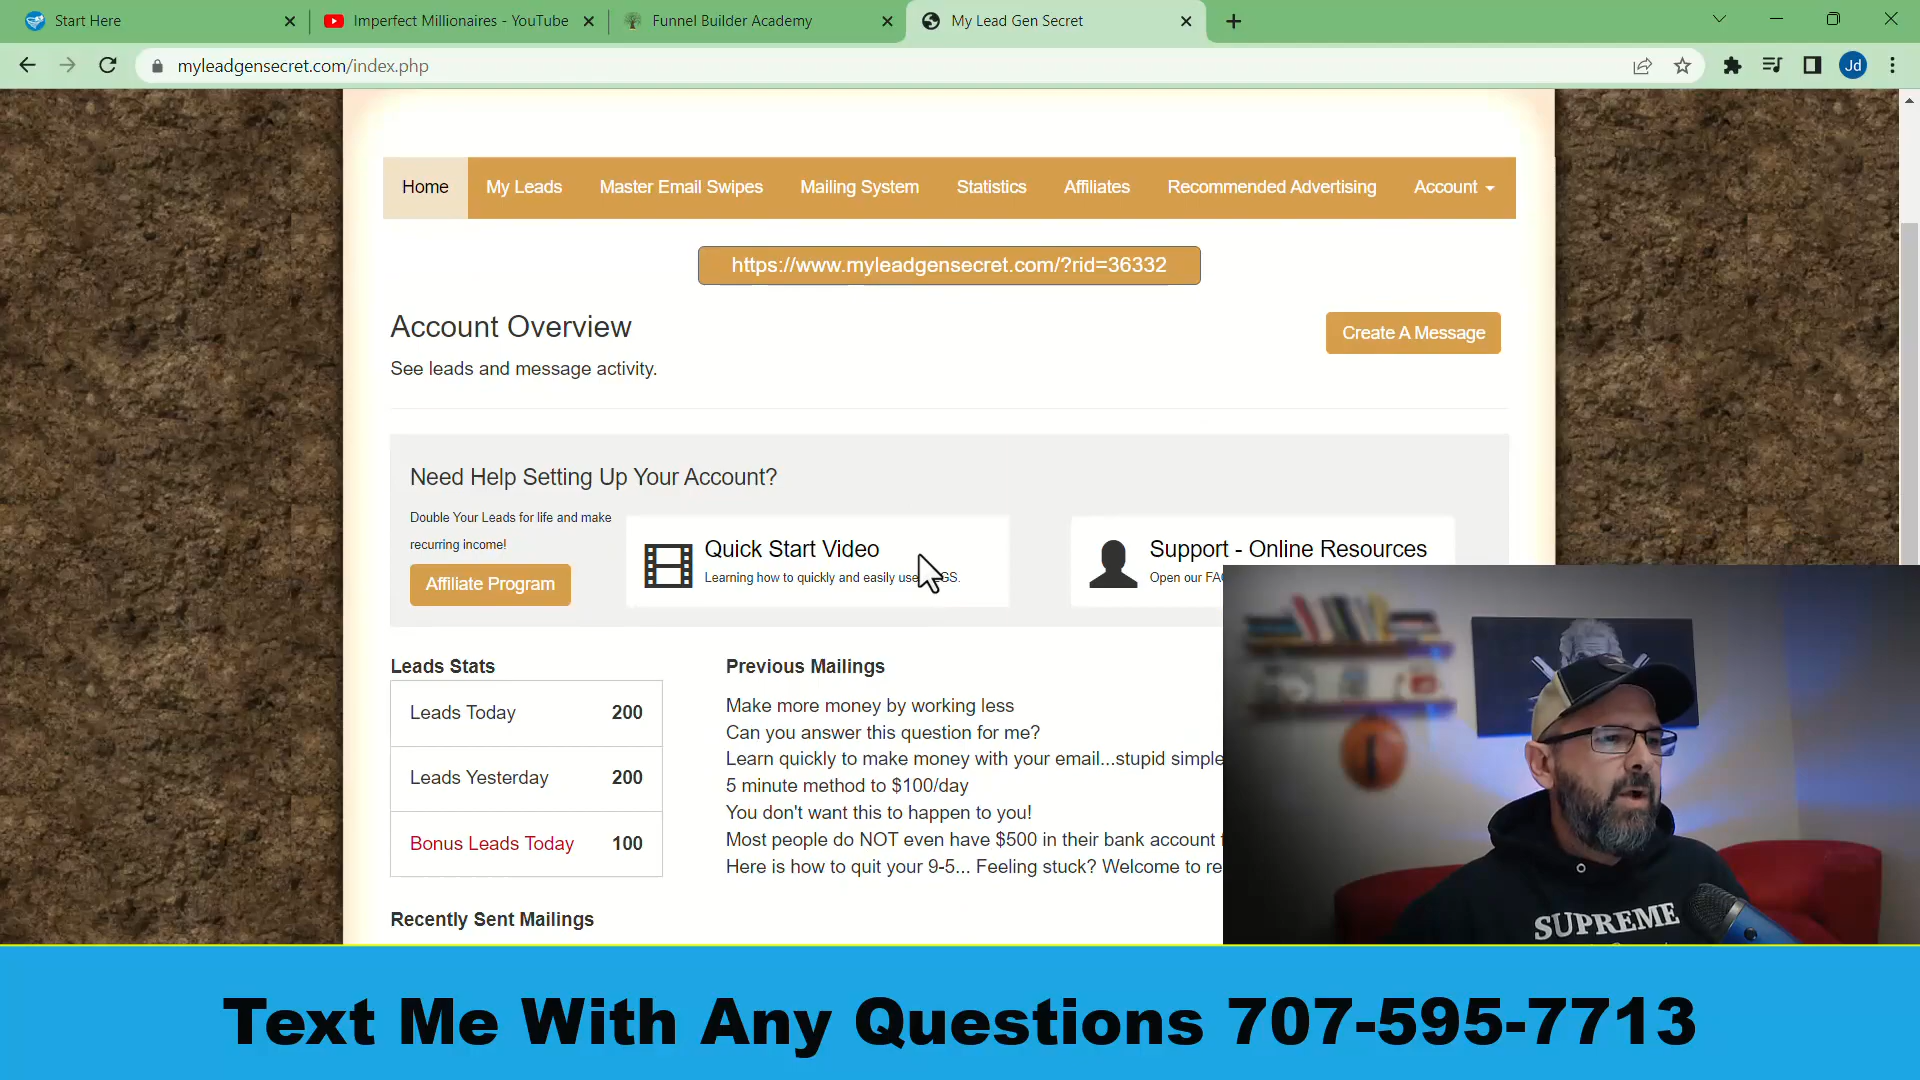 Start Here
Imperfect Millionaires - YouTube
Funnel Builder Academy
My Lead Gen Secret
myleadgensecret.com/index.php
Jd
Home My Leads Master Email Swipes Mailing System Statistics Affiliates Recommended Advertising Account
https://www.myleadgensecret.com/?rid=36332
Account Overview
Create A Message
See leads and message activity.
Need Help Setting Up Your Account?
Double Your Leads for life and make
recurring income!
Affiliate Program
Quick Start Video
Learning how to quickly and easily use GS.
Support - Online Resources
Open our FA
Leads Stats
Leads Today 200
Leads Yesterday 200
Bonus Leads Today 100
Previous Mailings
Make more money by working less
Can you answer this question for me?
Learn quickly to make money with your email...stupid simple
5 minute method to $100/day
You don't want this to happen to you!
Most people do NOT even have $500 in their bank account
Here is how to quit your 9-5... Feeling stuck? Welcome to re
Recently Sent Mailings
SUPREME
Text Me With Any Questions 707-595-7713